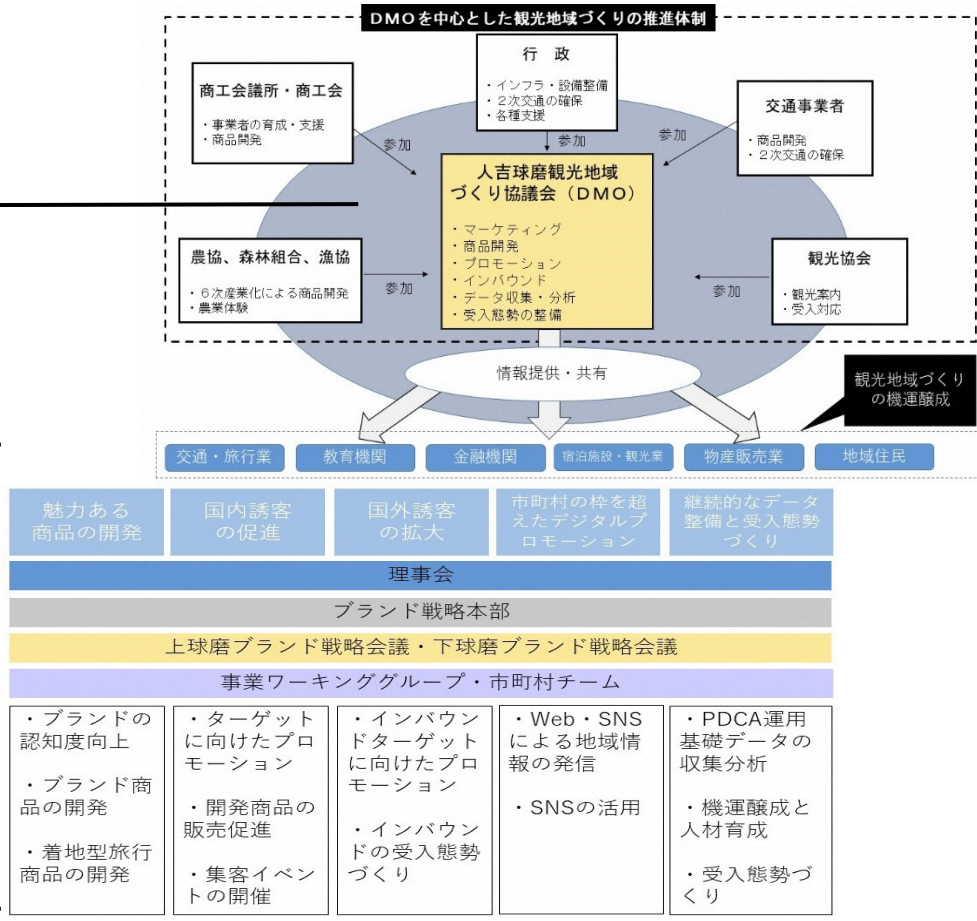 DMOを中心とした観光地域づくりの推進体制
行 政
・インフラ・設備整備
・２次交通の確保
・各種支援
商工会議所・商工会
・事業者の育成・支援
・商品開発
交通事業者
・商品開発
・２次交通の確保
参加
参加
参加
人吉球磨観光地域
づくり協議会（DMO）
・マーケティング
・商品開発
・プロモーション
・インバウンド
・データ収集・分析
・受入態勢の整備
農協、森林組合、漁協
・６次産業化による商品開発
・農業体験
参加
観光協会
・観光案内
・受入対応
参加
情報提供・共有
観光地域づくり
の機運醸成
交通・旅行業
教育機関
金融機関
宿泊施設・観光業
物産販売業
地域住民
魅力ある
商品の開発
国内誘客
の促進
国外誘客
の拡大
市町村の枠を超
えたデジタルプ
ロモーション
継続的なデータ
整備と受入態勢
づくり
理事会
ブランド戦略本部
上球磨ブランド戦略会議・下球磨ブランド戦略会議
事業ワーキンググループ・市町村チーム
・ブランドの
認知度向上
・ブランド商
品の開発
・着地型旅行
商品の開発
・ターゲット
に向けたプロ
モーション
・開発商品の
販売促進
・集客イベン
トの開催
・インバウン
ドターゲット
に向けたプロ
モーション
・インバウン
ドの受入態勢
づくり
・Web・SNS
による地域情
報の発信
・SNSの活用
・PDCA運用
基礎データの
収集分析
・機運醸成と
人材育成
・受入態勢づ
くり